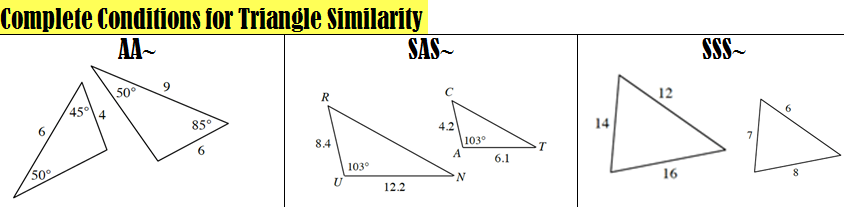 Complete Conditions for Triangle Similarity
AA~
SAS~
SSS~
9
50°
45°
4
6
85°
6
50°
R
C
8.4
4.2
103°
A
T
6.1
103°
U
N
12.2
12
14
16
6
7
8